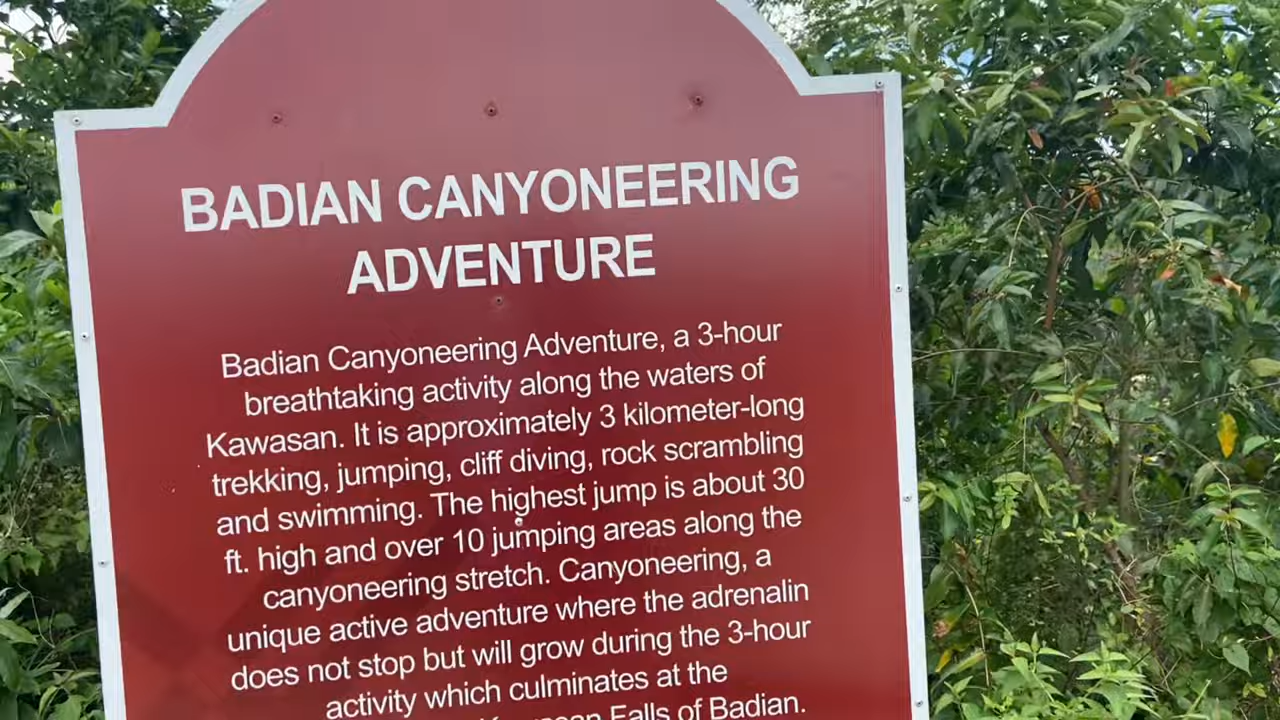 BADIAN CANYONEERING
ADVENTURE
Badian Canyoneering Adventure, a 3-hour
breathtaking activity along the waters of
Kawasan. It is approximately 3 kilometer-long
trekking, jumping, cliff diving, rock scrambling
and swimming. The highest jump is about 30
ft. high and over 10 jumping areas along the
canyoneering stretch. Canyoneering, a
unique active adventure where the adrenalin
does not stop but will grow during the 3-hour
activity which culminates at the
Falls of Badian.